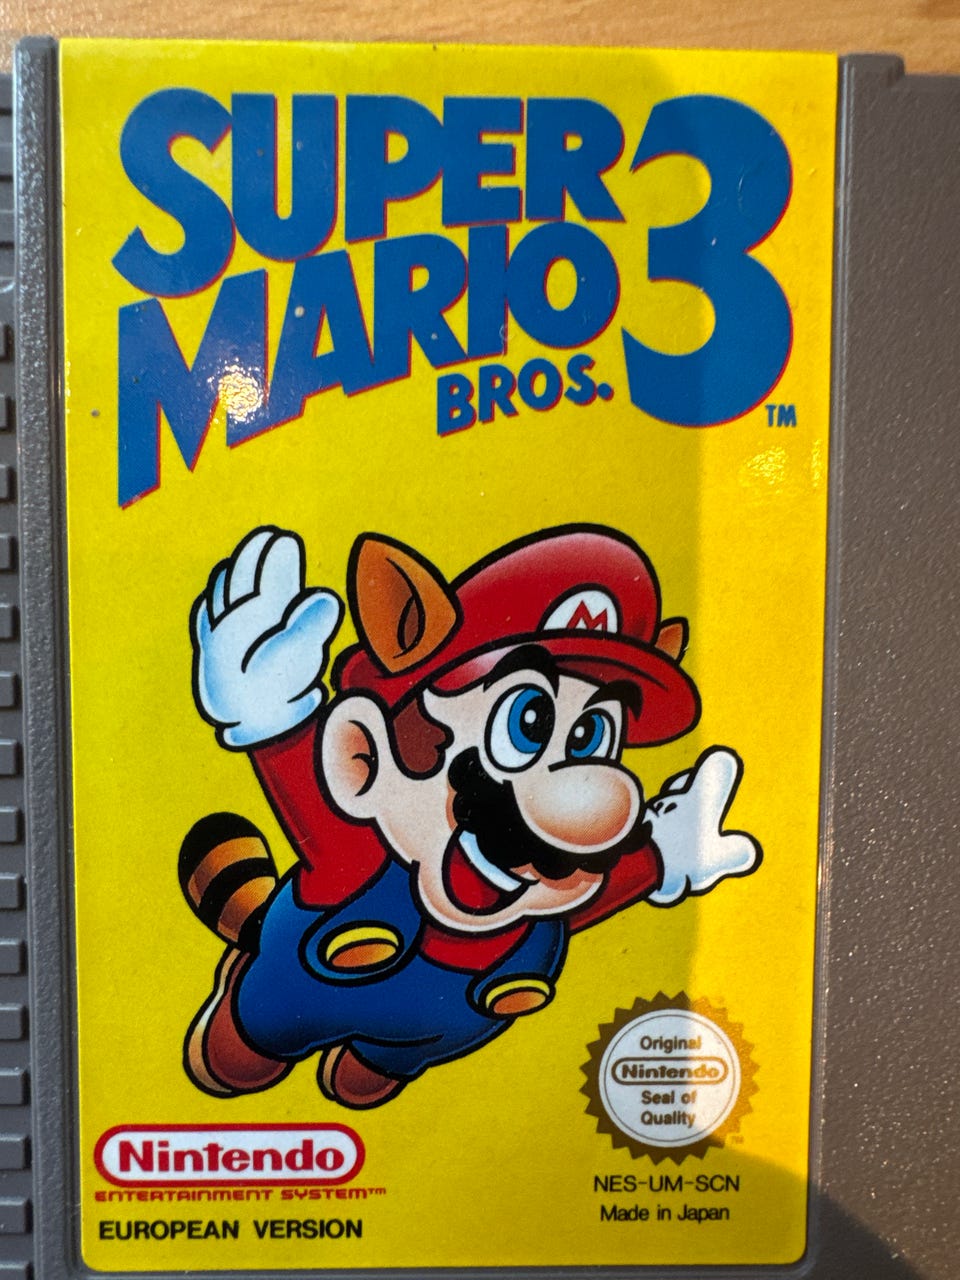 SUPER
MARIO
BROS. 3 TM
M
Original
Nintendo
Seal of
Quality
TM
Nintendo
ENTERTAINMENT SYSTEM™
EUROPEAN VERSION
NES-UM-SCN
Made in Japan